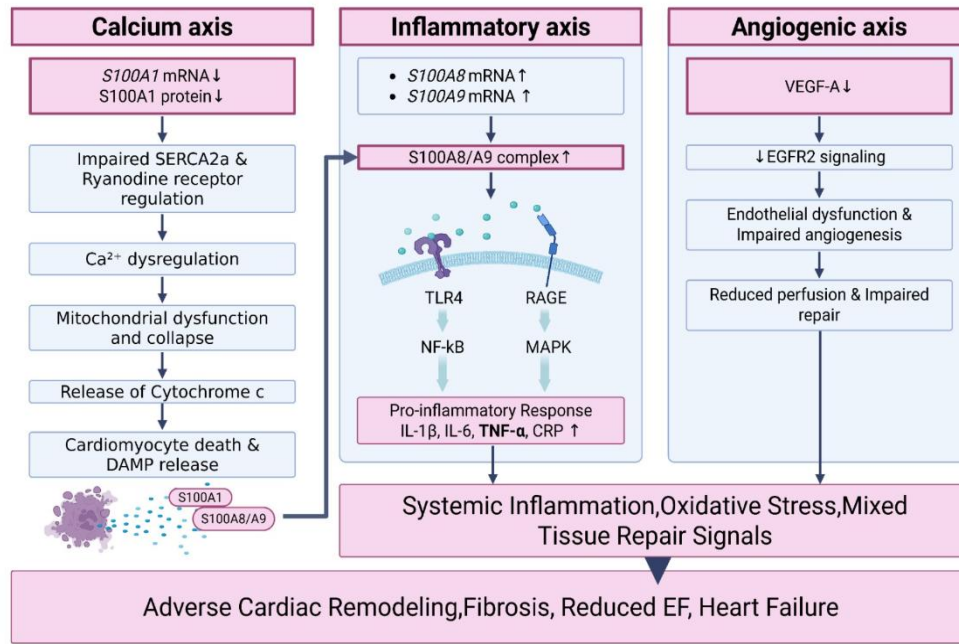 Calcium axis
S100A1 mRNA↓
S100A1 protein↓
Impaired SERCA2a &
Ryanodine receptor
regulation
Ca²⁺ dysregulation
Mitochondrial dysfunction
and collapse
Release of Cytochrome c
Cardiomyocyte death &
DAMP release
S100A1
S100A8/A9
Inflammatory axis
• S100A8 mRNA↑
• S100A9 mRNA ↑
S100A8/A9 complex↑
TLR4
RAGE
NF-kB
MAPK
Pro-inflammatory Response
IL-1β, IL-6, TNF-α, CRP ↑
Angiogenic axis
VEGF-A↓
↓EGFR2 signaling
Endothelial dysfunction &
Impaired angiogenesis
Reduced perfusion & Impaired
repair
Systemic Inflammation,Oxidative Stress,Mixed
Tissue Repair Signals
Adverse Cardiac Remodeling,Fibrosis, Reduced EF, Heart Failure